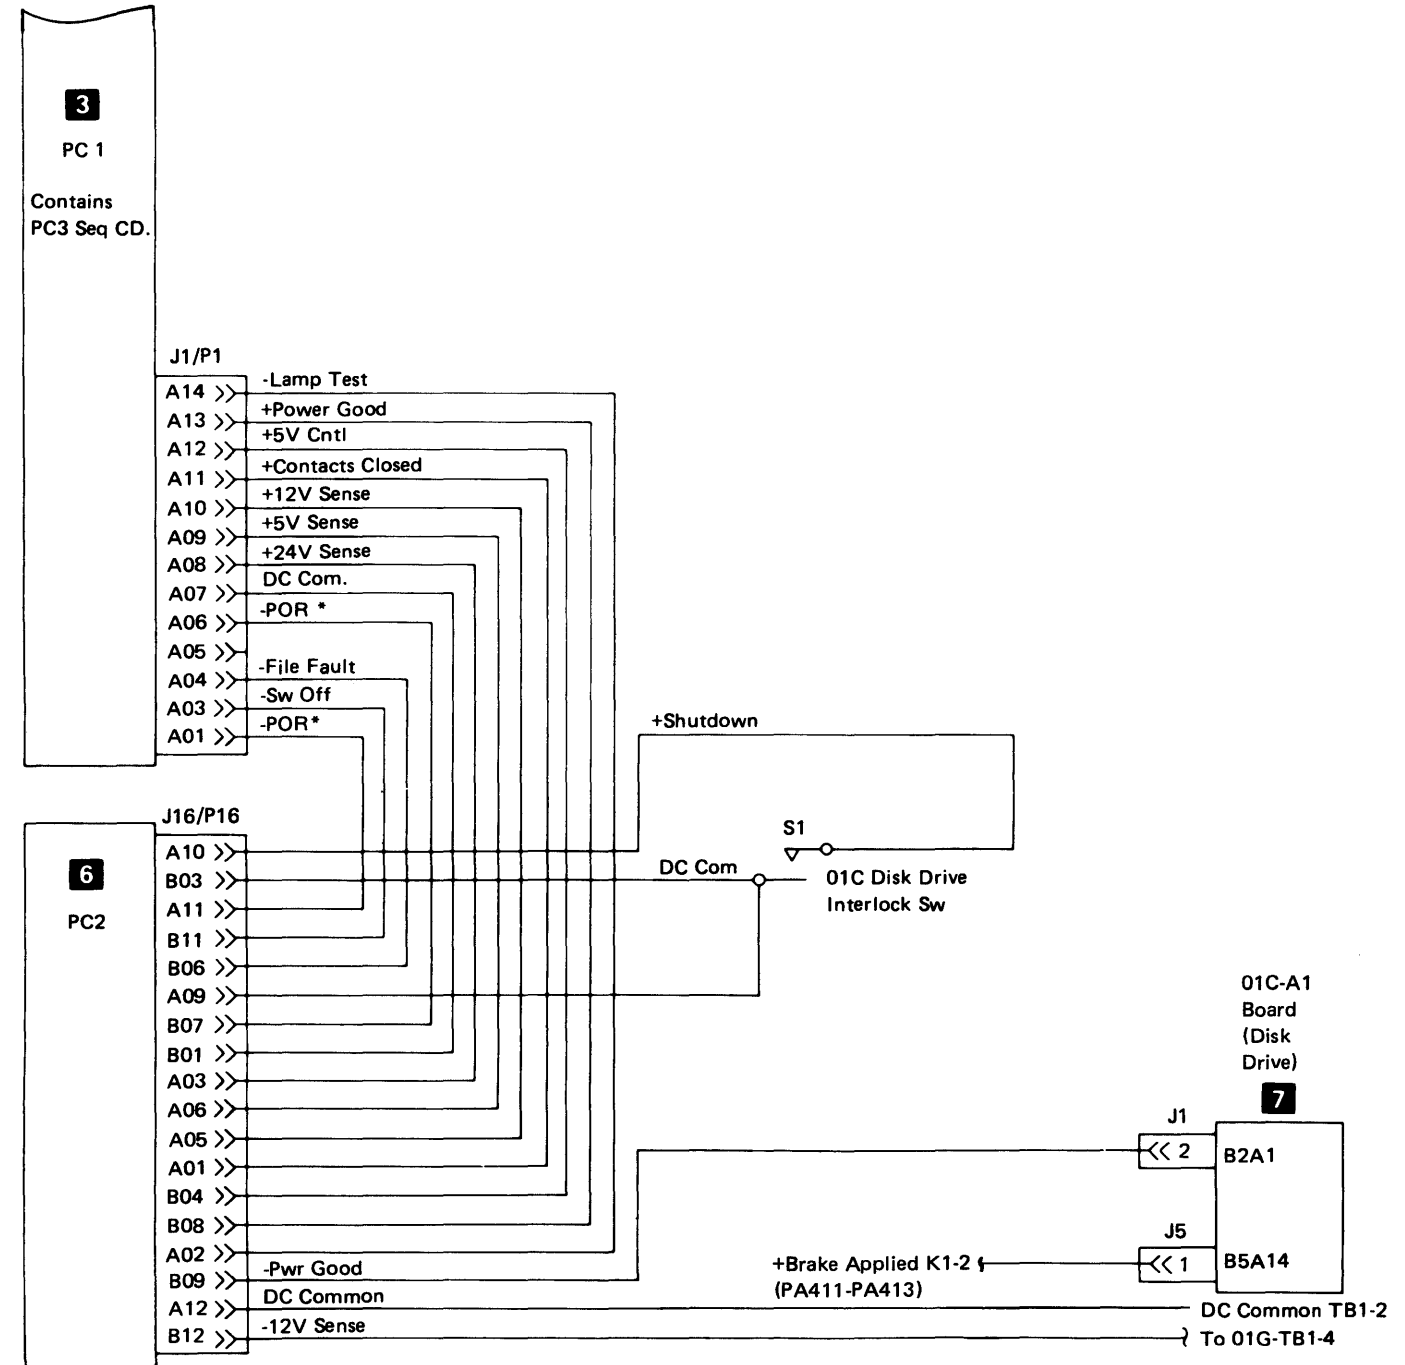 3
PC 1
Contains
PC3 Seq CD.
J1/P1
A14 -Lamp Test
A13 +Power Good
A12 +5V Cntl
A11 +Contacts Closed
A10 +12V Sense
A09 +5V Sense
A08 +24V Sense
A07 DC Com.
A06 -POR *
A05
A04 -File Fault
A03 -Sw Off
A01 -POR*
+Shutdown
J16/P16
6
PC2
A10
B03
A11
B11
B06
A09
B07
B01
A03
A06
A05
A01
B04
B08
A02
B09 -Pwr Good
A12 DC Common
B12 -12V Sense
S1
DC Com
01C Disk Drive
Interlock Sw
01C-A1
Board
(Disk
Drive)
7
J1
2 B2A1
J5
1 B5A14
+Brake Applied K1-2
(PA411-PA413)
DC Common TB1-2
To 01G-TB1-4